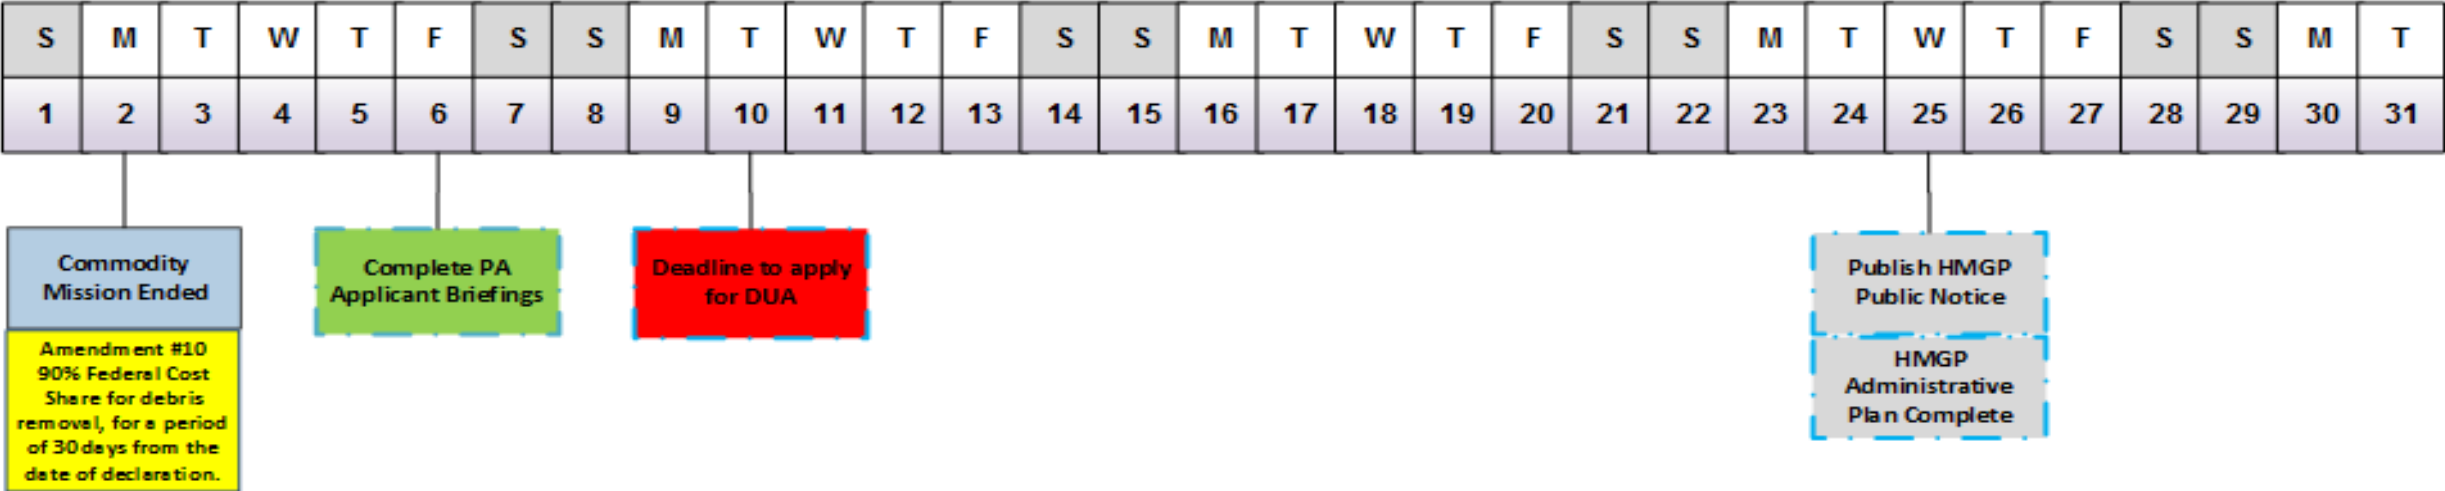 S M T W T F S S M T W T F S S M T W T F S S M T W T F S S M T
1 2 3 4 5 6 7 8 9 10 11 12 13 14 15 16 17 18 19 20 21 22 23 24 25 26 27 28 29 30 31
Commodity
Mission Ended
Amendment #10
90% Federal Cost
Share for debris
removal, for a period
of 30 days from the
date of declaration.
Complete PA
Applicant Briefings
Deadline to apply
for DUA
Publish HMGP
Public Notice
HMGP
Administrative
Plan Complete